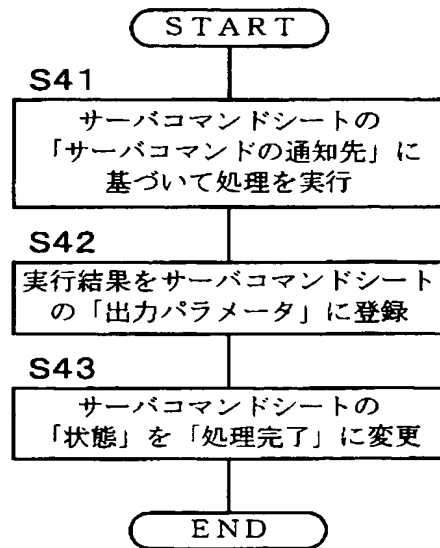 START
S41
サーバコマンドシートの
「サーバコマンドの通知先」に
基づいて処理を実行
S42
実行結果をサーバコマンドシート
の「出力パラメータ」に登録
S43
サーバコマンドシートの
「状態」を「処理完了」に変更
END